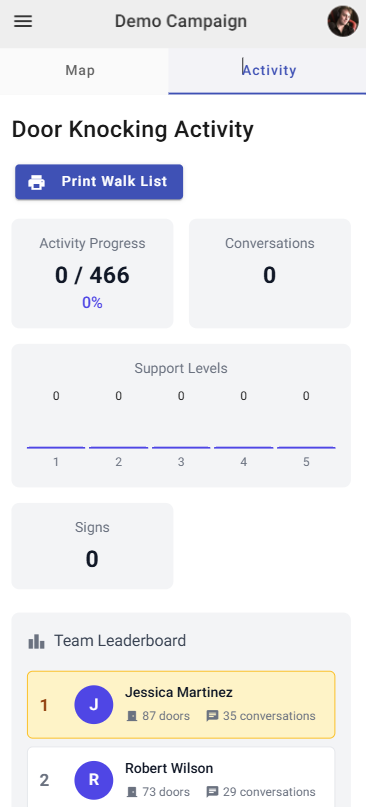 Demo Campaign
Map
Activity
Door Knocking Activity
Print Walk List
Activity Progress
0 / 466
0%
Conversations
0
Support Levels
0 0 0 0 0
1 2 3 4 5
Signs
0
Team Leaderboard
1
J
Jessica Martinez
87 doors 35 conversations
2
R
Robert Wilson
73 doors 29 conversations